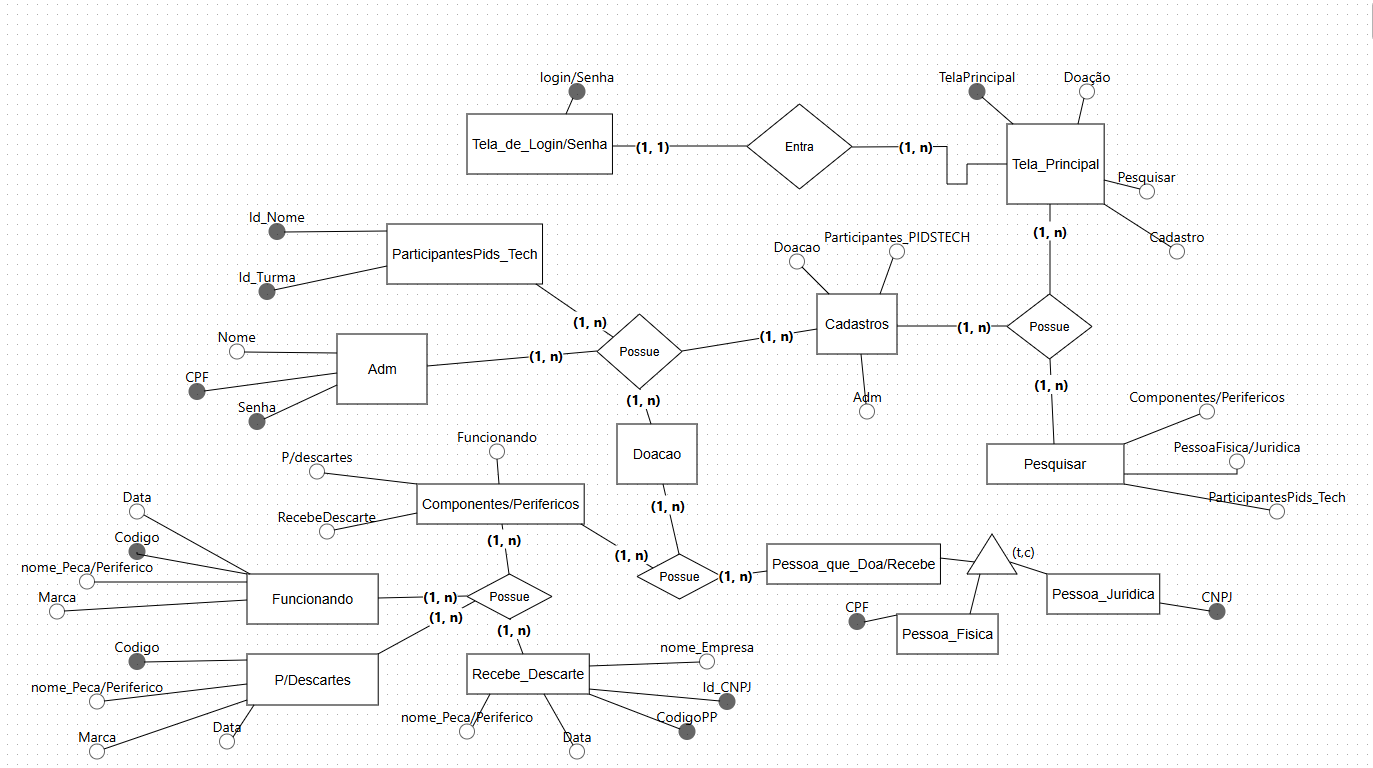 login/Senha
TelaPrincipal
Doação
Tela_de_Login/Senha
(1, 1)
Entra
(1, n)
Tela_Principal
Pesquisar
Cadastro
(1, n)
Id_Nome
ParticipantesPids_Tech
Id_Turma
Doacao
Participantes_PIDSTECH
Cadastros
(1, n)
Possue
(1, n)
(1, n)
Possue
(1, n)
Nome
CPF
Senha
Adm
(1, n)
Adm
(1, n)
(1, n)
Doacao
(1, n)
Componentes/Perifericos
PessoaFisica/Juridica
Pesquisar
ParticipantesPids_Tech
Funcionando
P/descartes
Componentes/Perifericos
RecebeDescarte
(1, n)
(1, n)
Possue
(1, n)
Pessoa_que_Doa/Recebe
(t,c)
Pessoa_Juridica
CNPJ
CPF
Pessoa_Fisica
Data
Codigo
nome_Peca/Periferico
Marca
Funcionando
(1, n)
Possue
(1, n)
(1, n)
Codigo
nome_Peca/Periferico
P/Descartes
Marca
Data
Recebe_Descarte
nome_Empresa
Id_CNPJ
CodigoPP
nome_Peca/Periferico
Data